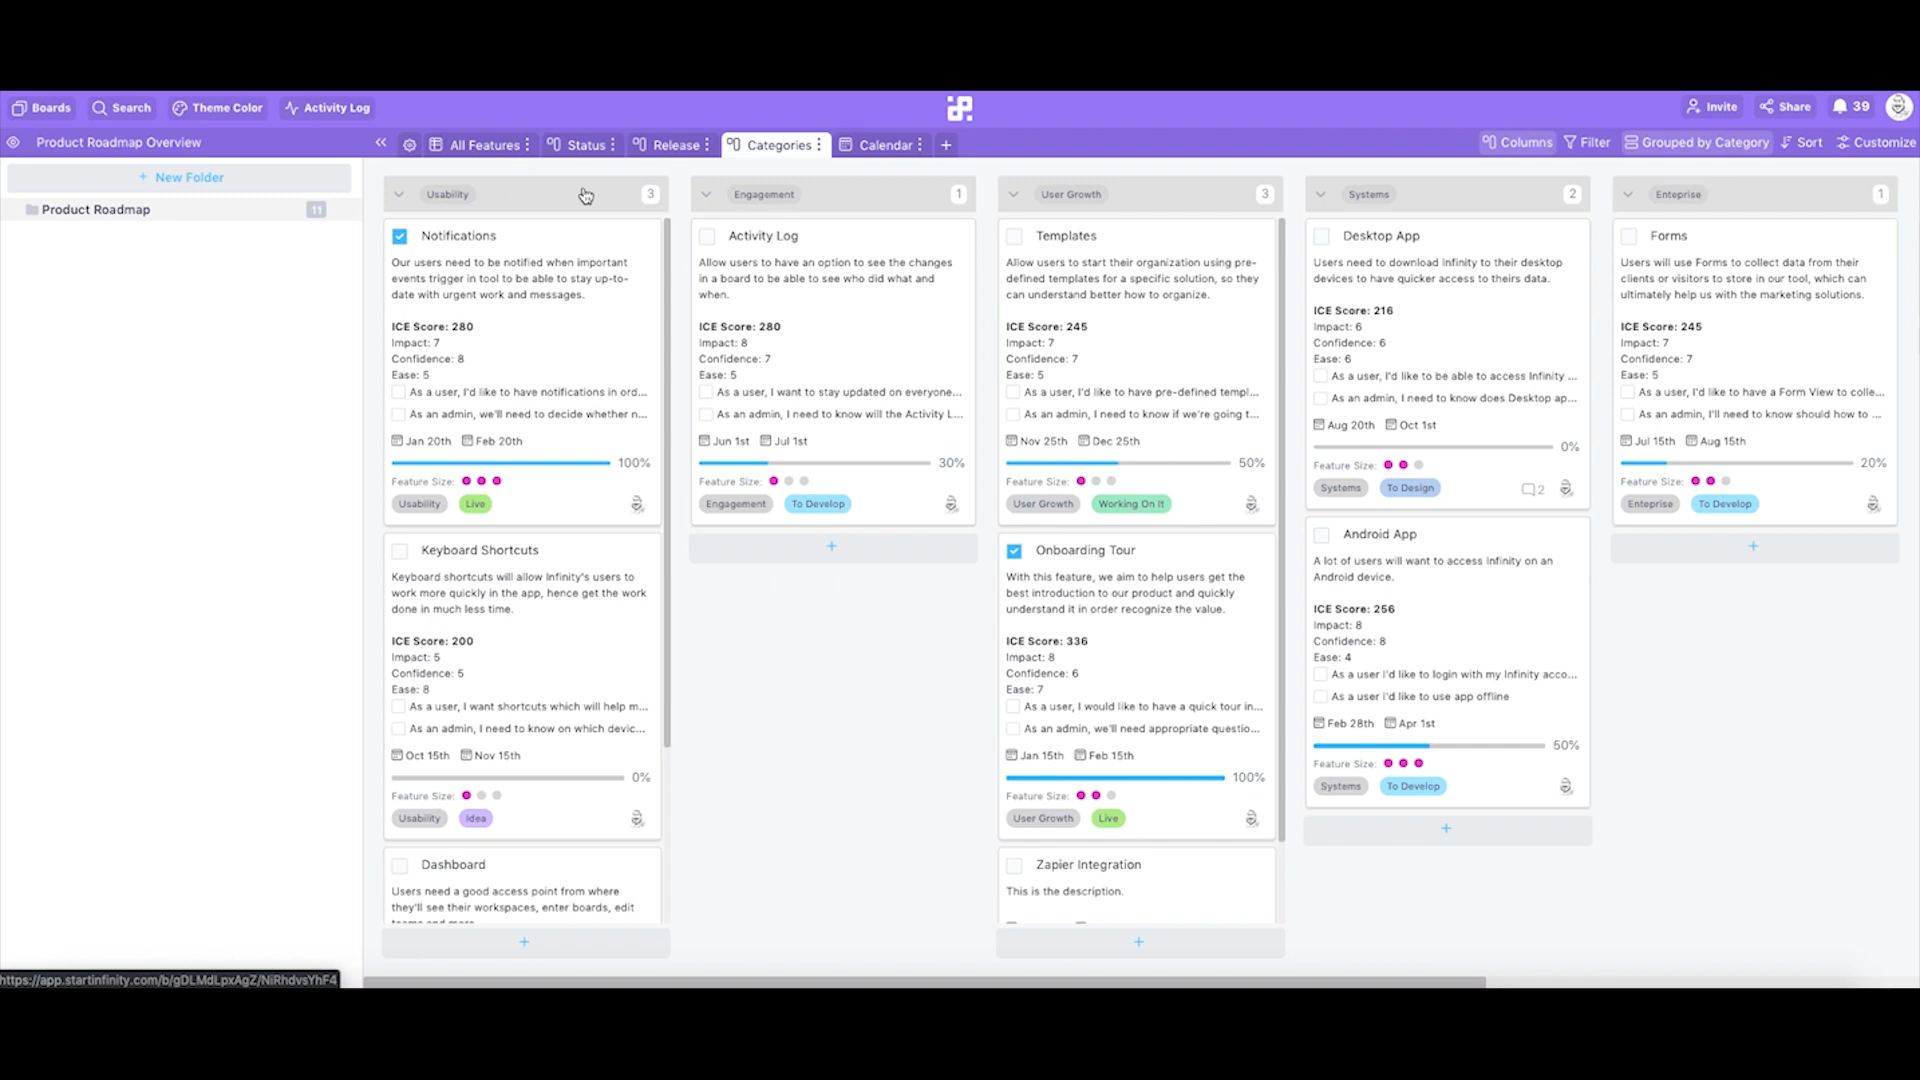 Boards
Search
Theme Color
Activity Log
Invite
Share
39
Product Roadmap Overview
All Features
Status
Release
Categories
Calendar
+
Columns
Filter
Grouped by Category
Sort
Customize
+ New Folder
Product Roadmap 11
Usability 3
Notifications
Our users need to be notified when important
events trigger in tool to be able to stay up-to-
date with urgent work and messages.
ICE Score: 280
Impact: 7
Confidence: 8
Ease: 5
As a user, I'd like to have notifications in ord...
As an admin, we'll need to decide whether n...
Jan 20th Feb 20th
100%
Feature Size:
Usability Live
Keyboard Shortcuts
Keyboard shortcuts will allow Infinity's users to
work more quickly in the app, hence get the work
done in much less time.
ICE Score: 200
Impact: 5
Confidence: 5
Ease: 8
As a user, I want shortcuts which will help m...
As an admin, I need to know on which devic...
Oct 15th Nov 15th
0%
Feature Size:
Usability Idea
Dashboard
Users need a good access point from where
they'll see their workspaces, enter boards, edit
+
Engagement 1
Activity Log
Allow users to have an option to see the changes
in a board to be able to see who did what and
when.
ICE Score: 280
Impact: 8
Confidence: 7
Ease: 5
As a user, I want to stay updated on everyone...
As an admin, I need to know will the Activity L...
Jun 1st Jul 1st
30%
Feature Size:
Engagement To Develop
+
User Growth 3
Templates
Allow users to start their organization using pre-
defined templates for a specific solution, so they
can understand better how to organize.
ICE Score: 245
Impact: 7
Confidence: 7
Ease: 5
As a user, I'd like to have pre-defined templ...
As an admin, I need to know if we're going t...
Nov 25th Dec 25th
50%
Feature Size:
User Growth Working On It
Onboarding Tour
With this feature, we aim to help users get the
best introduction to our product and quickly
understand it in order recognize the value.
ICE Score: 336
Impact: 8
Confidence: 6
Ease: 7
As a user, I would like to have a quick tour in...
As an admin, we'll need appropriate questio...
Jan 15th Feb 15th
100%
Feature Size:
User Growth Live
Zapier Integration
This is the description.
+
Systems 2
Desktop App
Users need to download Infinity to their desktop
devices to have quicker access to theirs data.
ICE Score: 216
Impact: 6
Confidence: 6
Ease: 6
As a user, I'd like to be able to access Infinity ...
As an admin, I need to know does Desktop ap...
Aug 20th Oct 1st
0%
Feature Size:
Systems To Design 2
Android App
A lot of users will want to access Infinity on an
Android device.
ICE Score: 256
Impact: 8
Confidence: 8
Ease: 4
As a user I'd like to login with my Infinity acco...
As a user I'd like to use app offline
Feb 28th Apr 1st
50%
Feature Size:
Systems To Develop
+
Enteprise 1
Forms
Users will use Forms to collect data from their
clients or visitors to store in our tool, which can
ultimately help us with the marketing solutions.
ICE Score: 245
Impact: 7
Confidence: 7
Ease: 5
As a user, I'd like to have a Form View to colle...
As an admin, I'll need to know should how to ...
Jul 15th Aug 15th
20%
Feature Size:
Enteprise To Develop
+
https://app.startinfinity.com/b/gDLMdLpxAgZ/NiRhdvsYhF4